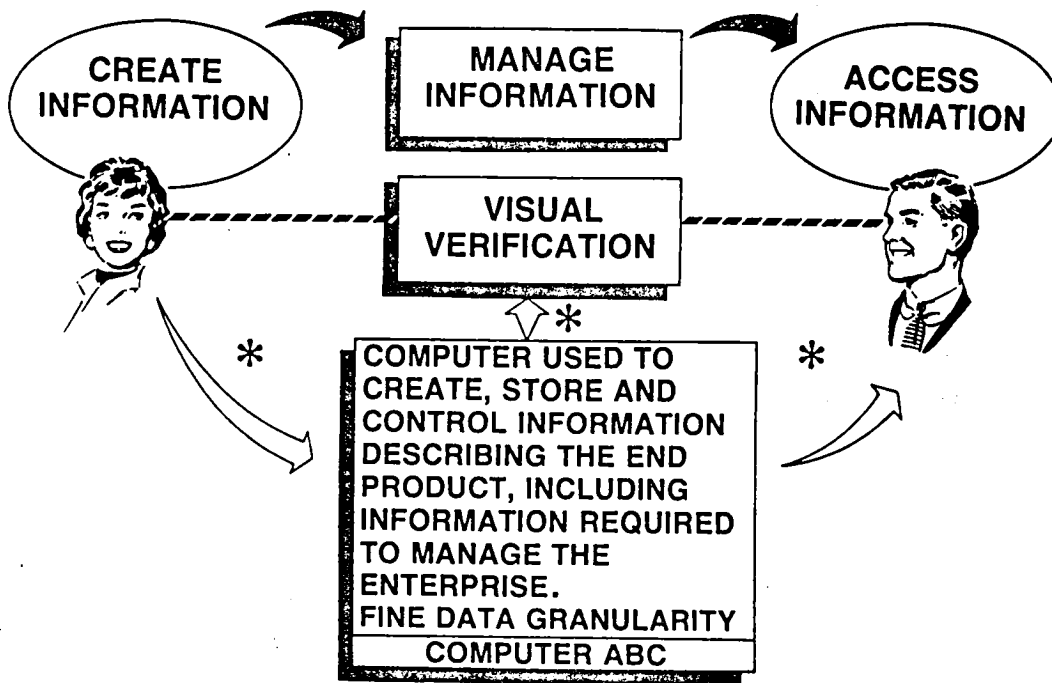 CREATE
INFORMATION
MANAGE
INFORMATION
ACCESS
INFORMATION
VISUAL
VERIFICATION
*
*
*
COMPUTER USED TO
CREATE, STORE AND
CONTROL INFORMATION
DESCRIBING THE END
PRODUCT, INCLUDING
INFORMATION REQUIRED
TO MANAGE THE
ENTERPRISE.
FINE DATA GRANULARITY
COMPUTER ABC